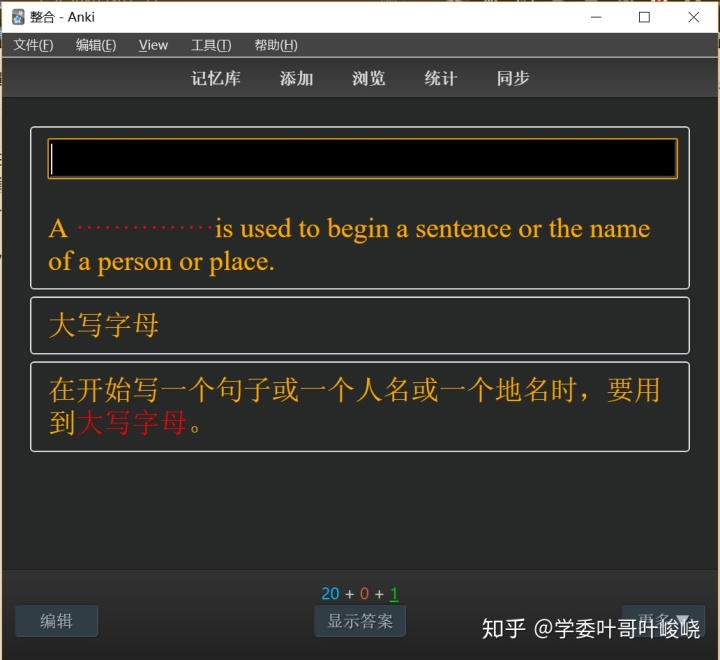 整合 - Anki
文件(F) 编辑(E) View 工具(T) 帮助(H)
记忆库 添加 浏览 统计 同步
A ················is used to begin a sentence or the name
of a person or place.
大写字母
在开始写一个句子或一个人名或一个地名时，要用
到大写字母。
20 + 0 + 1
编辑 显示答案 更多
知乎 @学委叶哥叶峻峣